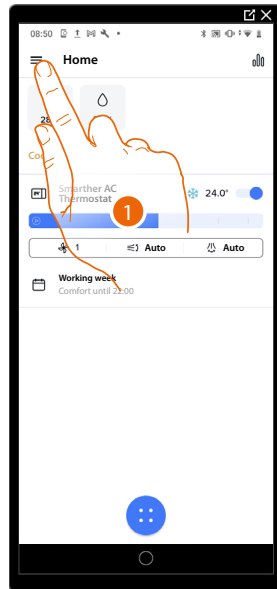 08:50
Home
28
Smarther AC
Thermostat
24.0°
1
1 Auto Auto
Working week
Comfort until 22:00